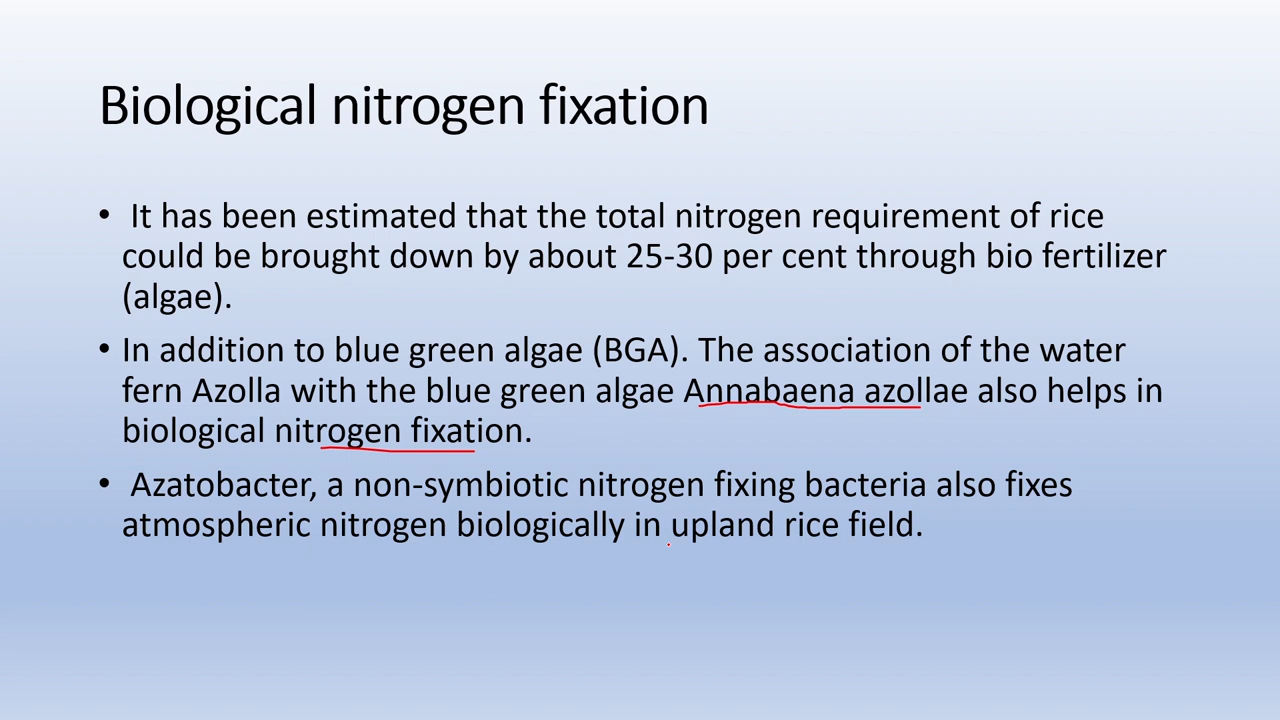 Biological nitrogen fixation
• It has been estimated that the total nitrogen requirement of rice
could be brought down by about 25-30 per cent through bio fertilizer
(algae).
• In addition to blue green algae (BGA). The association of the water
fern Azolla with the blue green algae Annabaena azollae also helps in
biological nitrogen fixation.
• Azatobacter, a non-symbiotic nitrogen fixing bacteria also fixes
atmospheric nitrogen biologically in upland rice field.